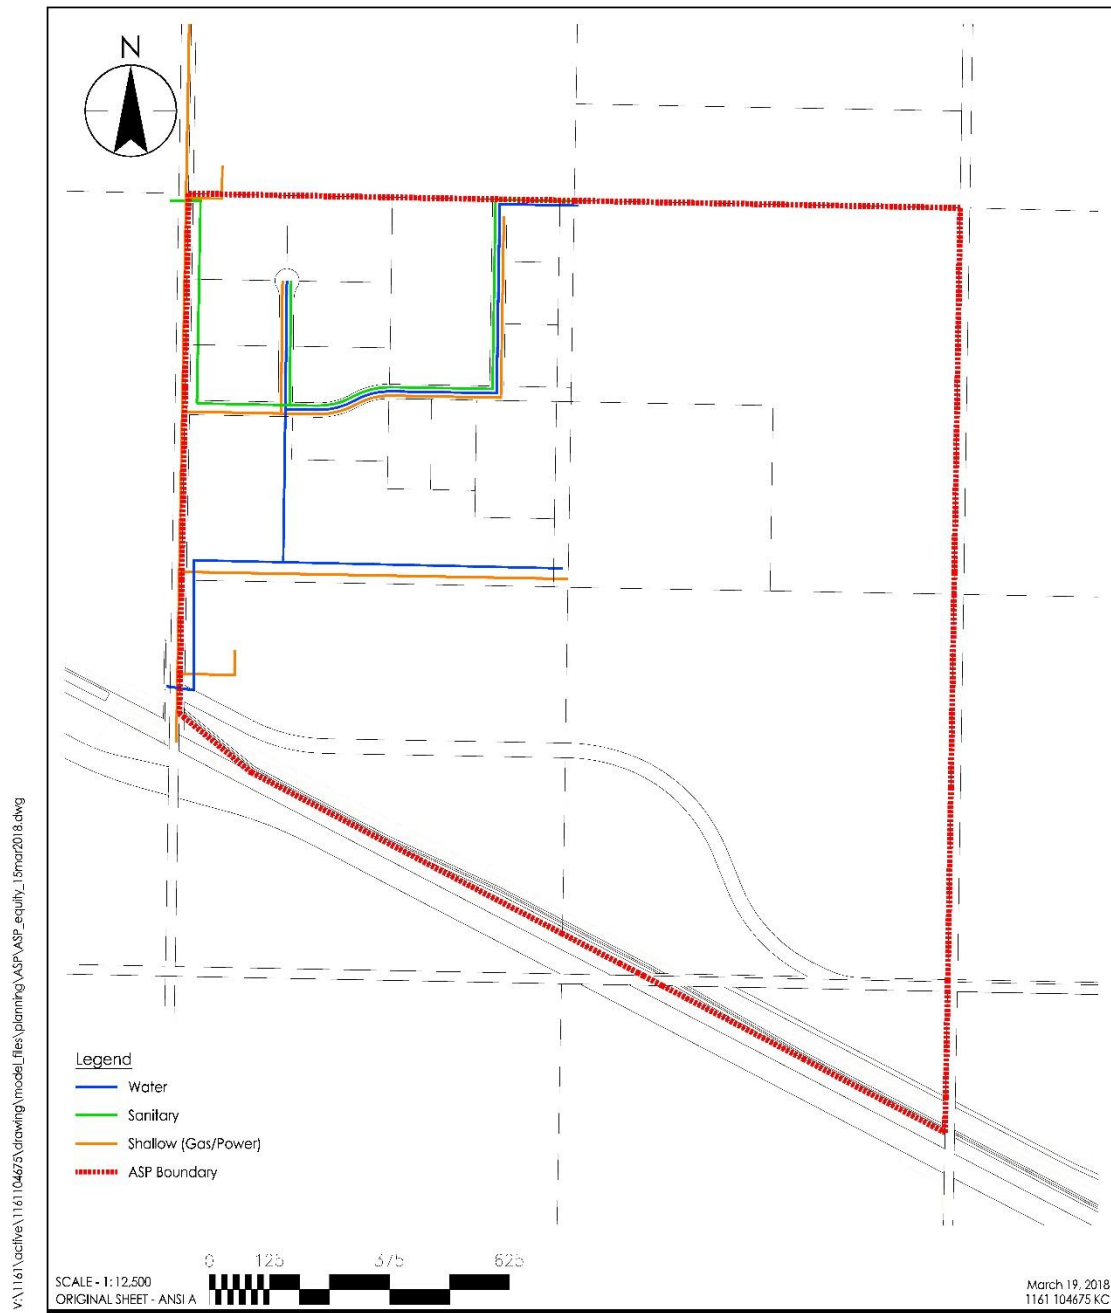 N
Legend
Water
Sanitary
Shallow (Gas/Power)
ASP Boundary
0 125 375 625
SCALE - 1:12,500
ORIGINAL SHEET - ANSI A
March 19, 2018
1161 104675 KC
V:\1161\active\1161104675\drawing\model_files\planning\ASP\ASP_equity_15mar2018.dwg